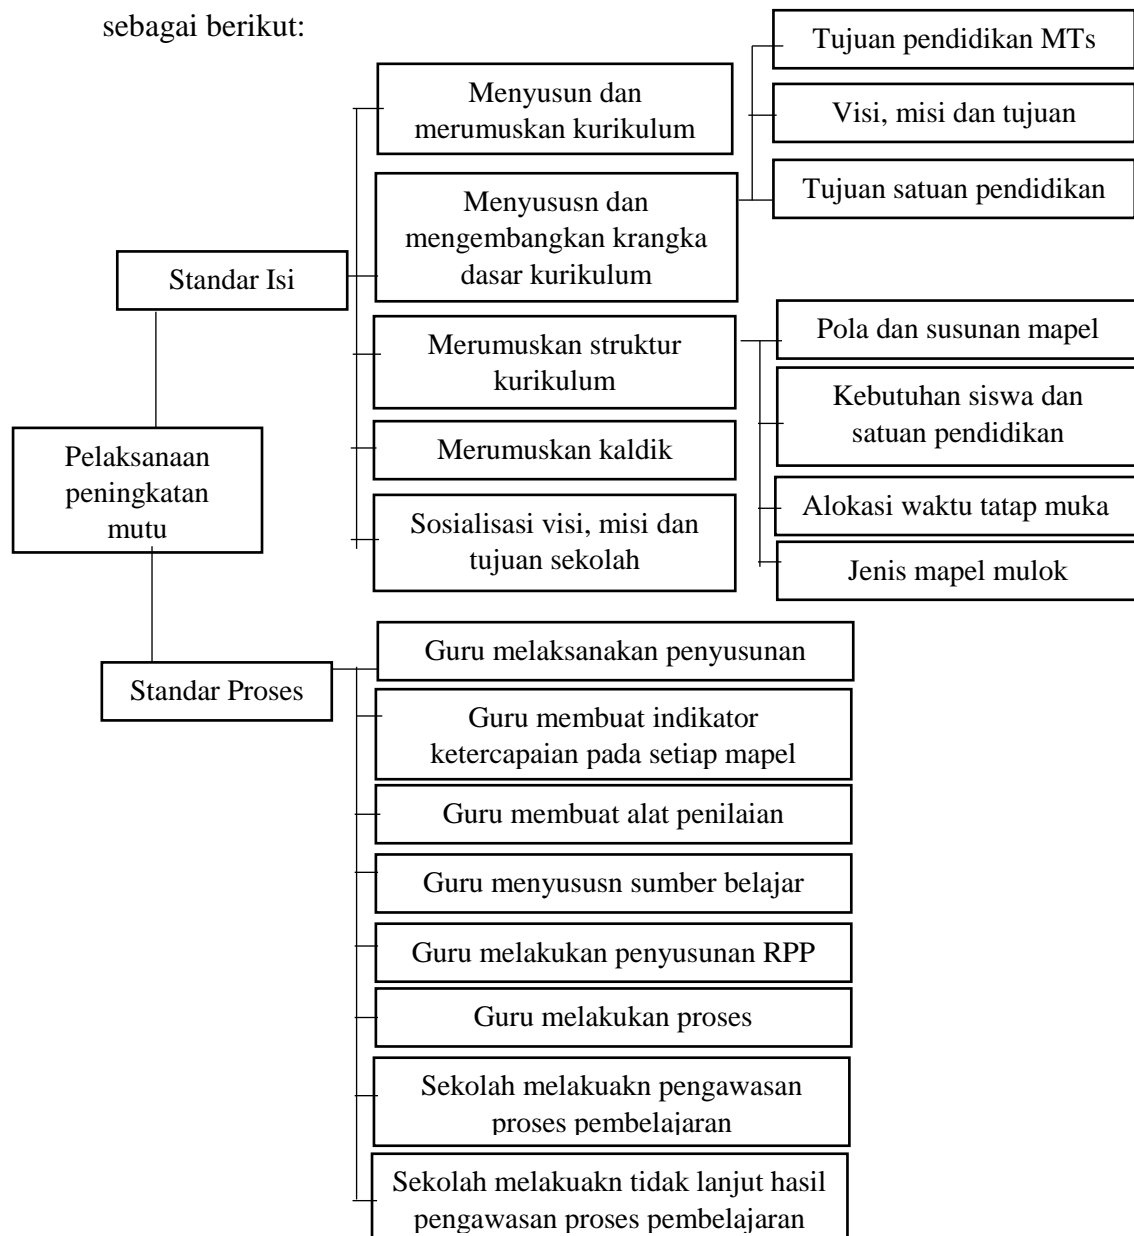 sebagai berikut:
Tujuan pendidikan MTs
Menyusun dan
merumuskan kurikulum
Visi, misi dan tujuan
Tujuan satuan pendidikan
Menyususn dan
mengembangkan krangka
dasar kurikulum
Standar Isi
Pola dan susunan mapel
Merumuskan struktur
kurikulum
Kebutuhan siswa dan
satuan pendidikan
Pelaksanaan
peningkatan
mutu
Merumuskan kaldik
Alokasi waktu tatap muka
Sosialisasi visi, misi dan
tujuan sekolah
Jenis mapel mulok
Standar Proses
Guru melaksanakan penyusunan
Guru membuat indikator
ketercapaian pada setiap mapel
Guru membuat alat penilaian
Guru menyususn sumber belajar
Guru melakukan penyusunan RPP
Guru melakukan proses
Sekolah melakuakn pengawasan
proses pembelajaran
Sekolah melakuakn tidak lanjut hasil
pengawasan proses pembelajaran